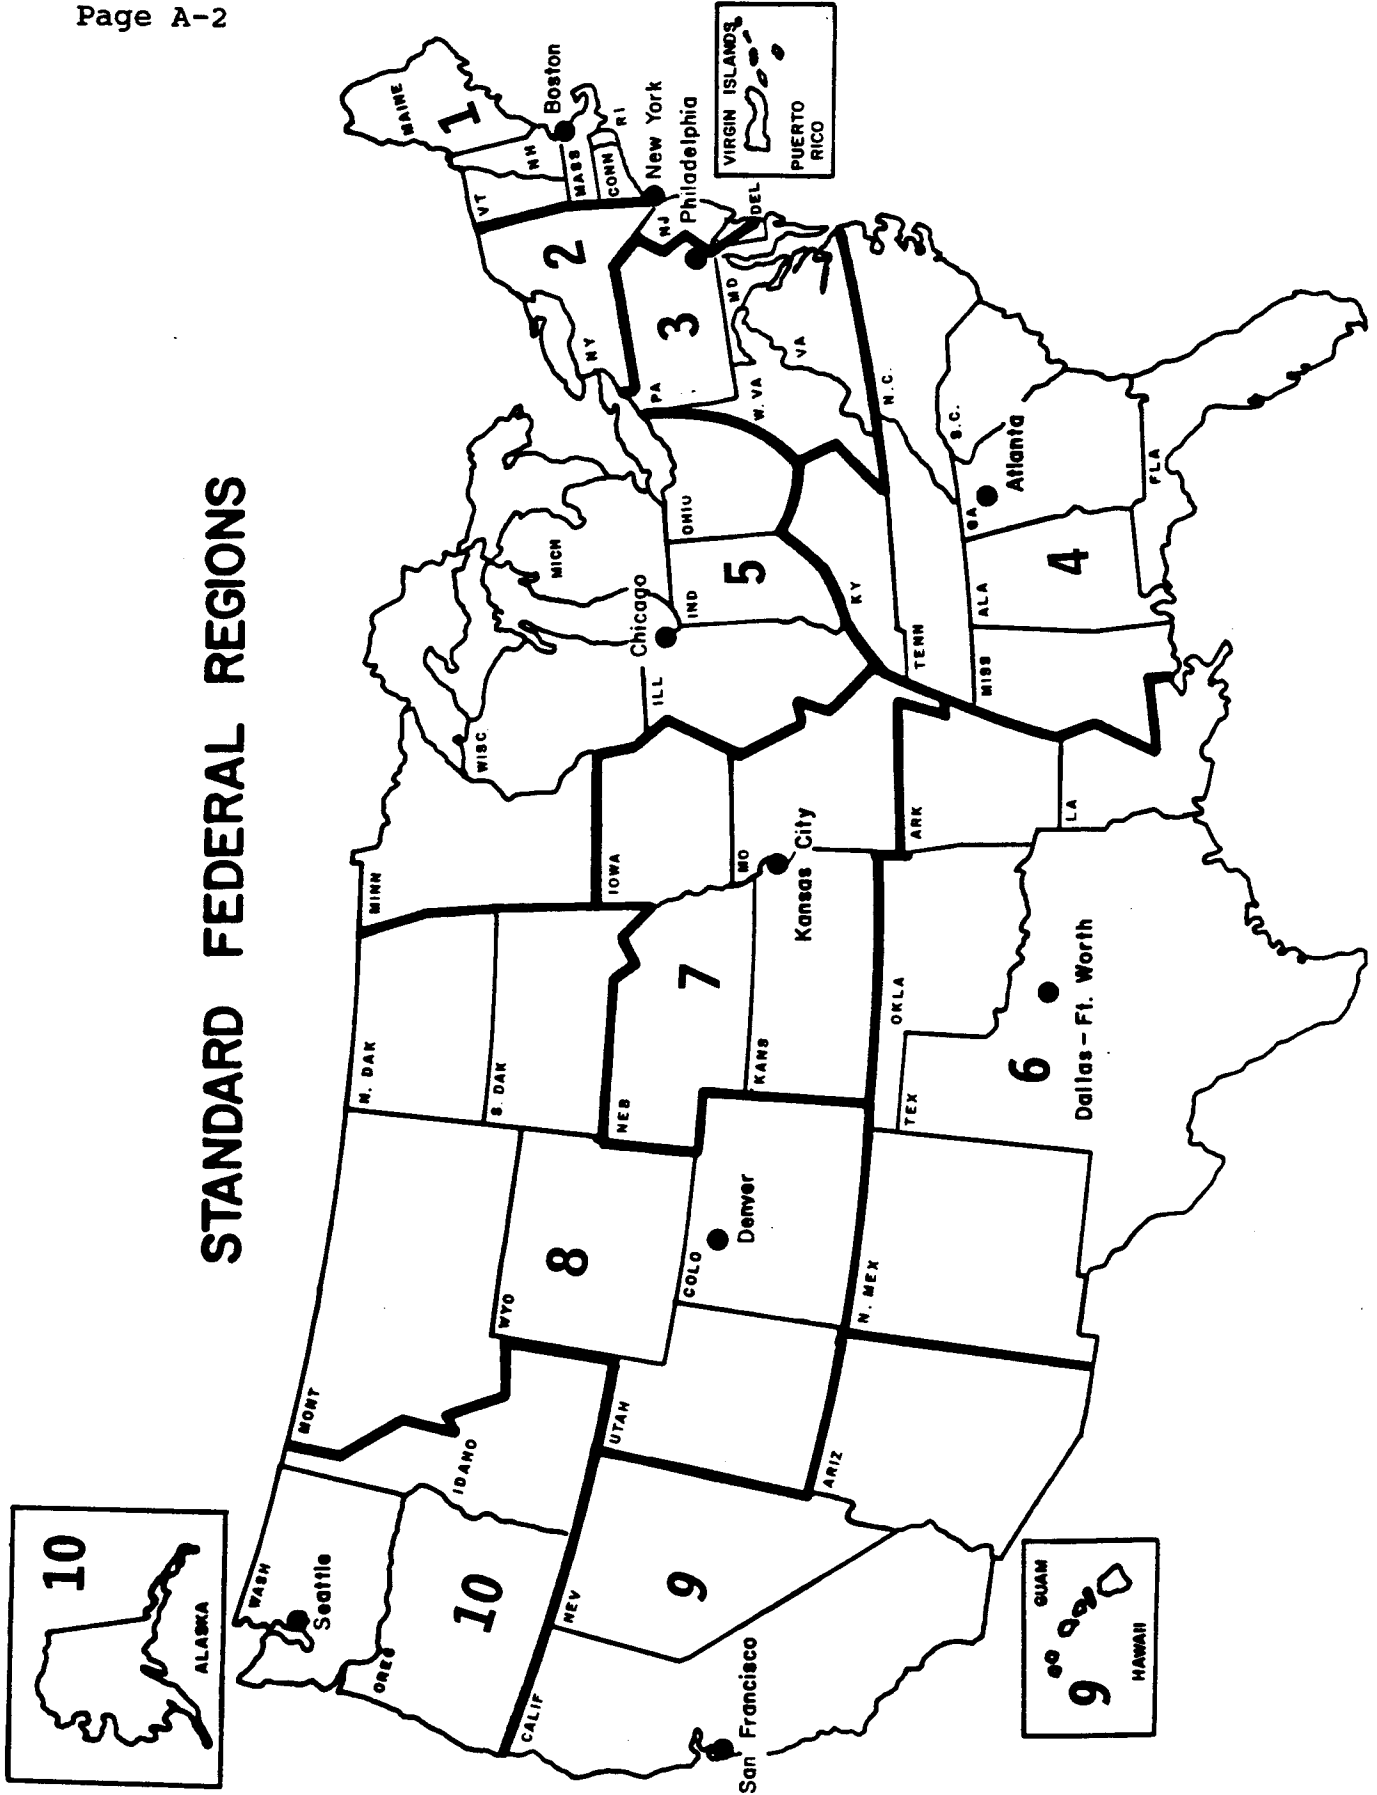 Page A-2
STANDARD FEDERAL REGIONS
10
ALASKA
WASH
Seattle
OREG
10
IDAHO
MONT
8
WYO
N. DAK
S. DAK
MINN
WISC
MICH
IOWA
NEB
7
ILL
Chicago
IND
OHIO
5
NY
2
VT
NH
MAINE
1
Boston
MASS
CONN
RI
New York
NJ
Philadelphia
PA
3
MD
DEL
W. VA
VA
CALIF
NEV
9
San Francisco
UTAH
ARIZ
COLO
Denver
N. MEX
KANS
Kansas City
MO
OKLA
TEX
6
Dallas-Ft. Worth
ARK
LA
KY
TENN
MISS
ALA
4
GA
Atlanta
N.C.
S.C.
FLA
VIRGIN ISLANDS
PUERTO
RICO
GUAM
9
HAWAII